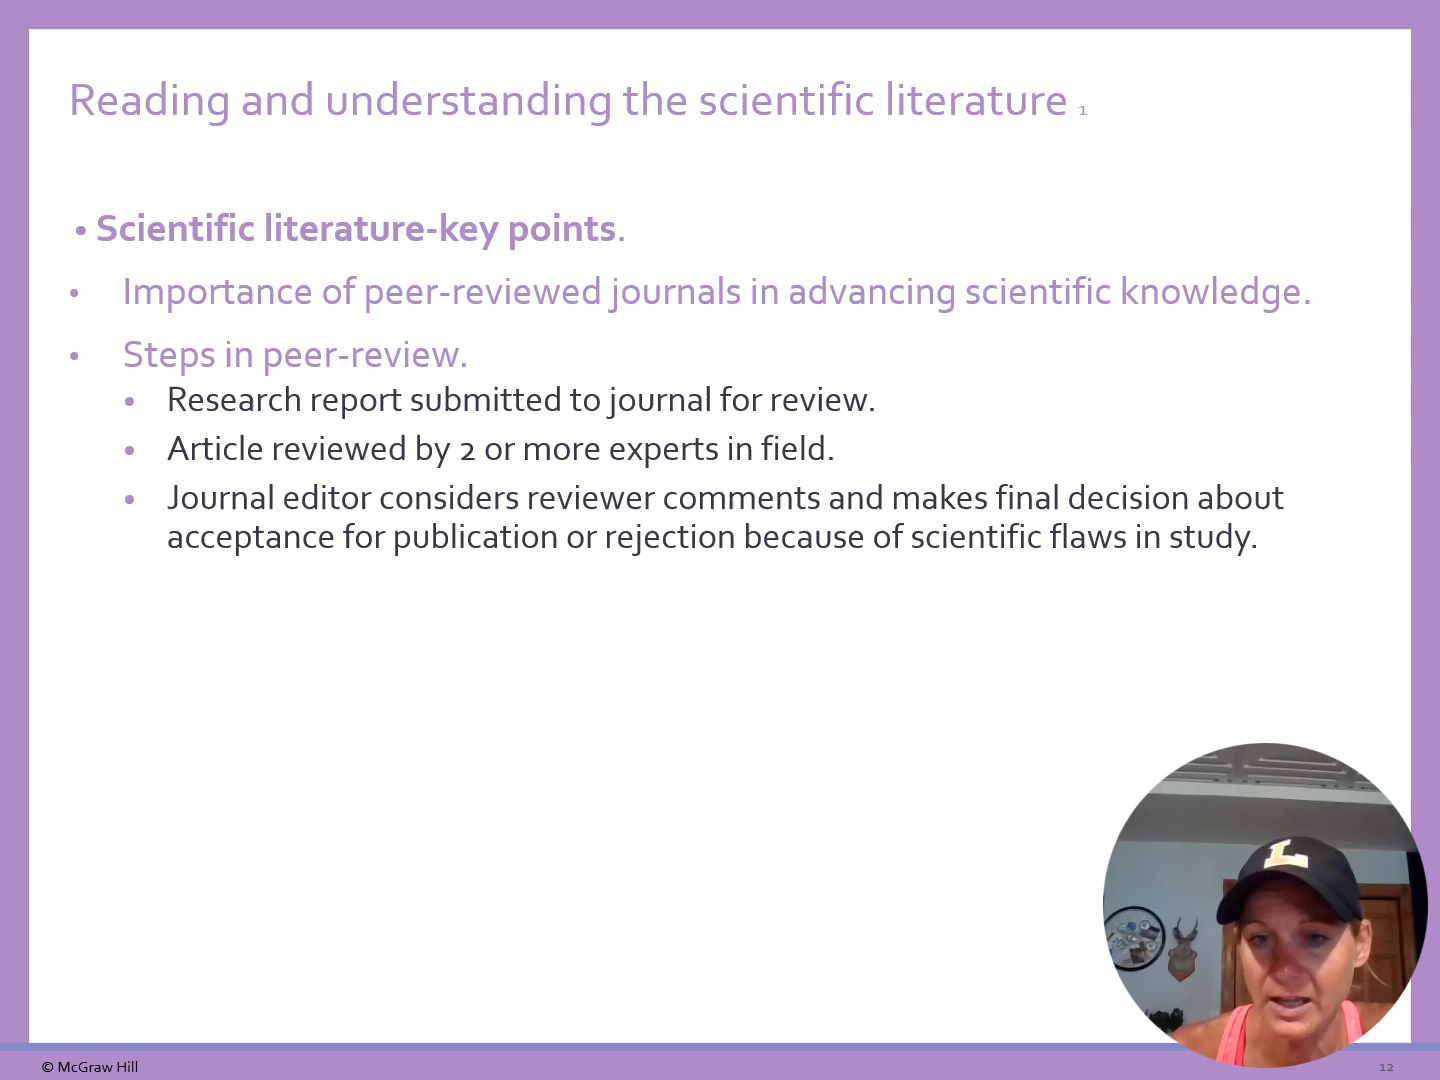 Reading and understanding the scientific literature 1
• Scientific literature-key points.
• Importance of peer-reviewed journals in advancing scientific knowledge.
• Steps in peer-review.
• Research report submitted to journal for review.
• Article reviewed by 2 or more experts in field.
• Journal editor considers reviewer comments and makes final decision about
acceptance for publication or rejection because of scientific flaws in study.
L
© McGraw Hill
12